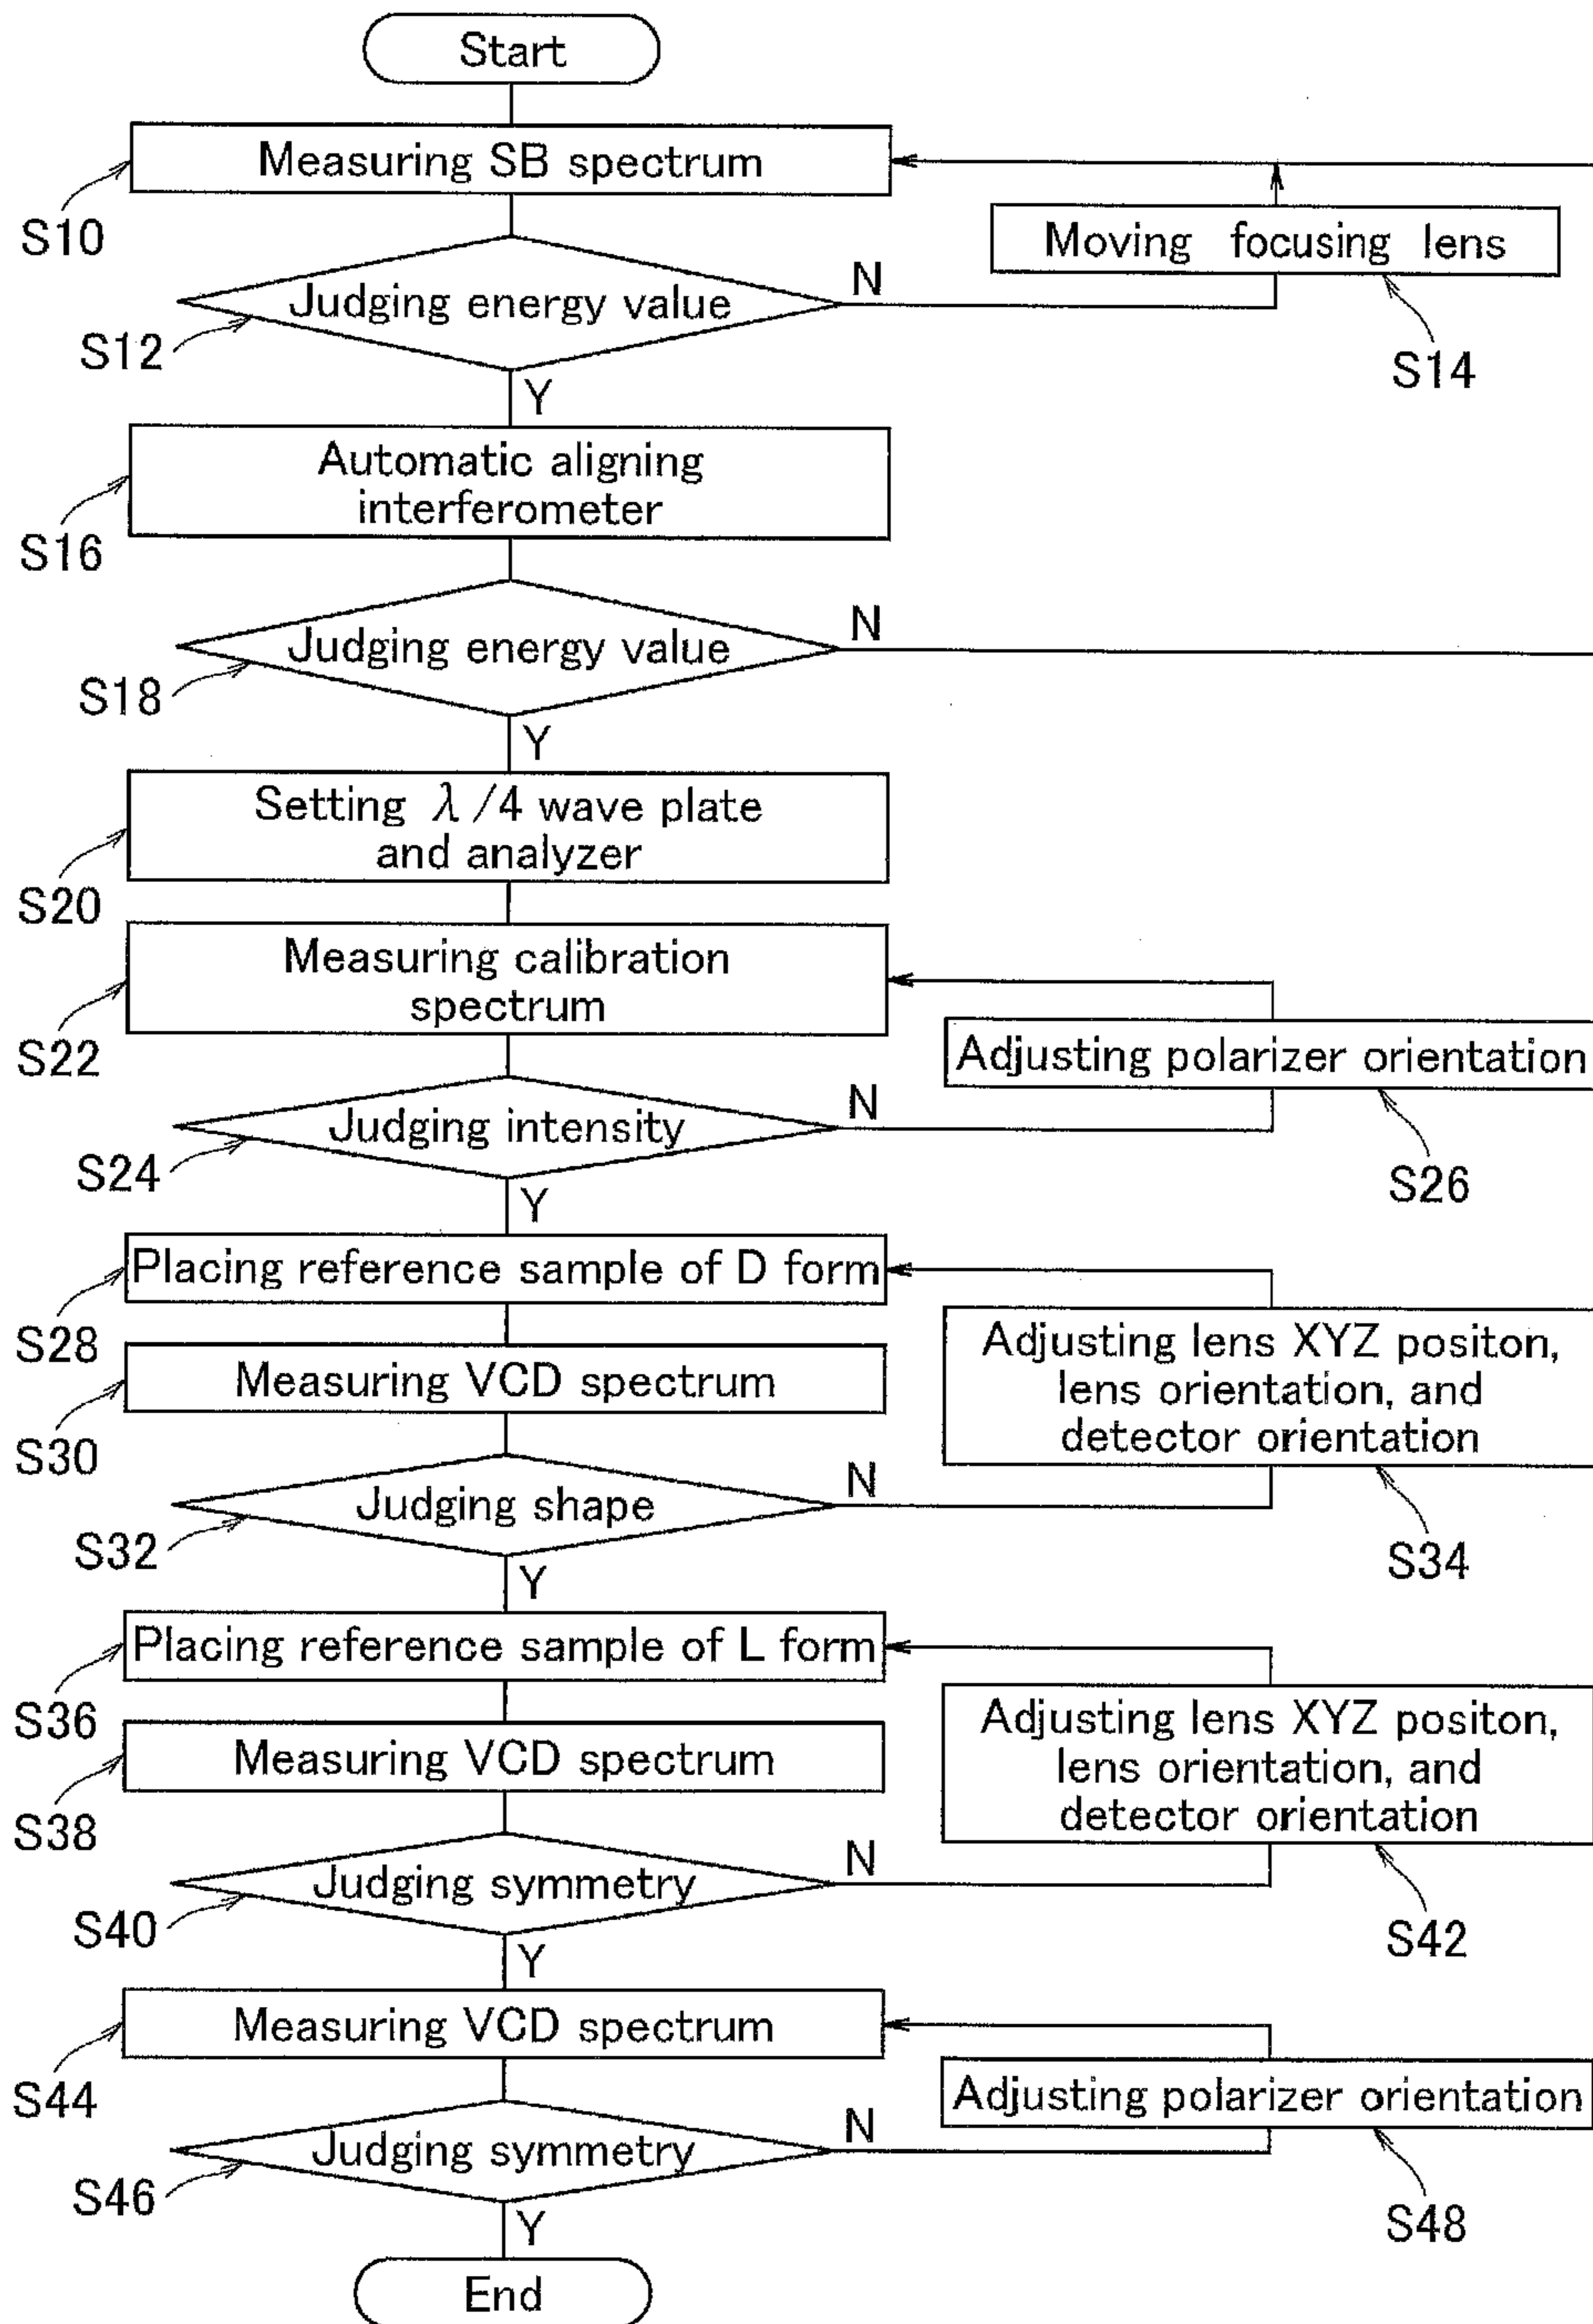 Start
Measuring SB spectrum
S10
Moving focusing lens
S14
Judging energy value
N
S12
Y
Automatic aligning
interferometer
S16
Judging energy value
N
S18
Y
Setting λ/4 wave plate
and analyzer
S20
Measuring calibration
spectrum
S22
Adjusting polarizer orientation
S26
Judging intensity
N
S24
Y
Placing reference sample of D form
S28
Measuring VCD spectrum
S30
Adjusting lens XYZ positon,
lens orientation, and
detector orientation
S34
Judging shape
N
S32
Y
Placing reference sample of L form
S36
Measuring VCD spectrum
S38
Adjusting lens XYZ positon,
lens orientation, and
detector orientation
S42
Judging symmetry
N
S40
Y
Measuring VCD spectrum
S44
Adjusting polarizer orientation
S48
Judging symmetry
N
S46
Y
End